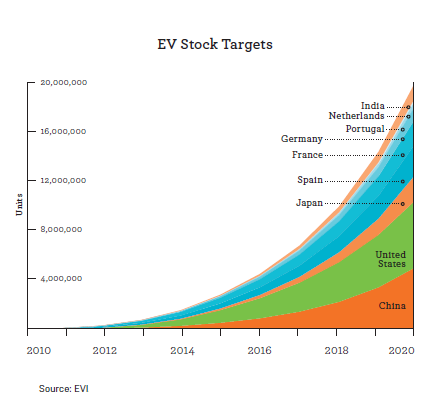 EV Stock Targets
20,000,000
16,000,000
12,000,000
8,000,000
4,000,000
Units
India
Netherlands
Portugal
Germany
France
Spain
Japan
United
States
China
2010 2012 2014 2016 2018 2020
Source: EVI